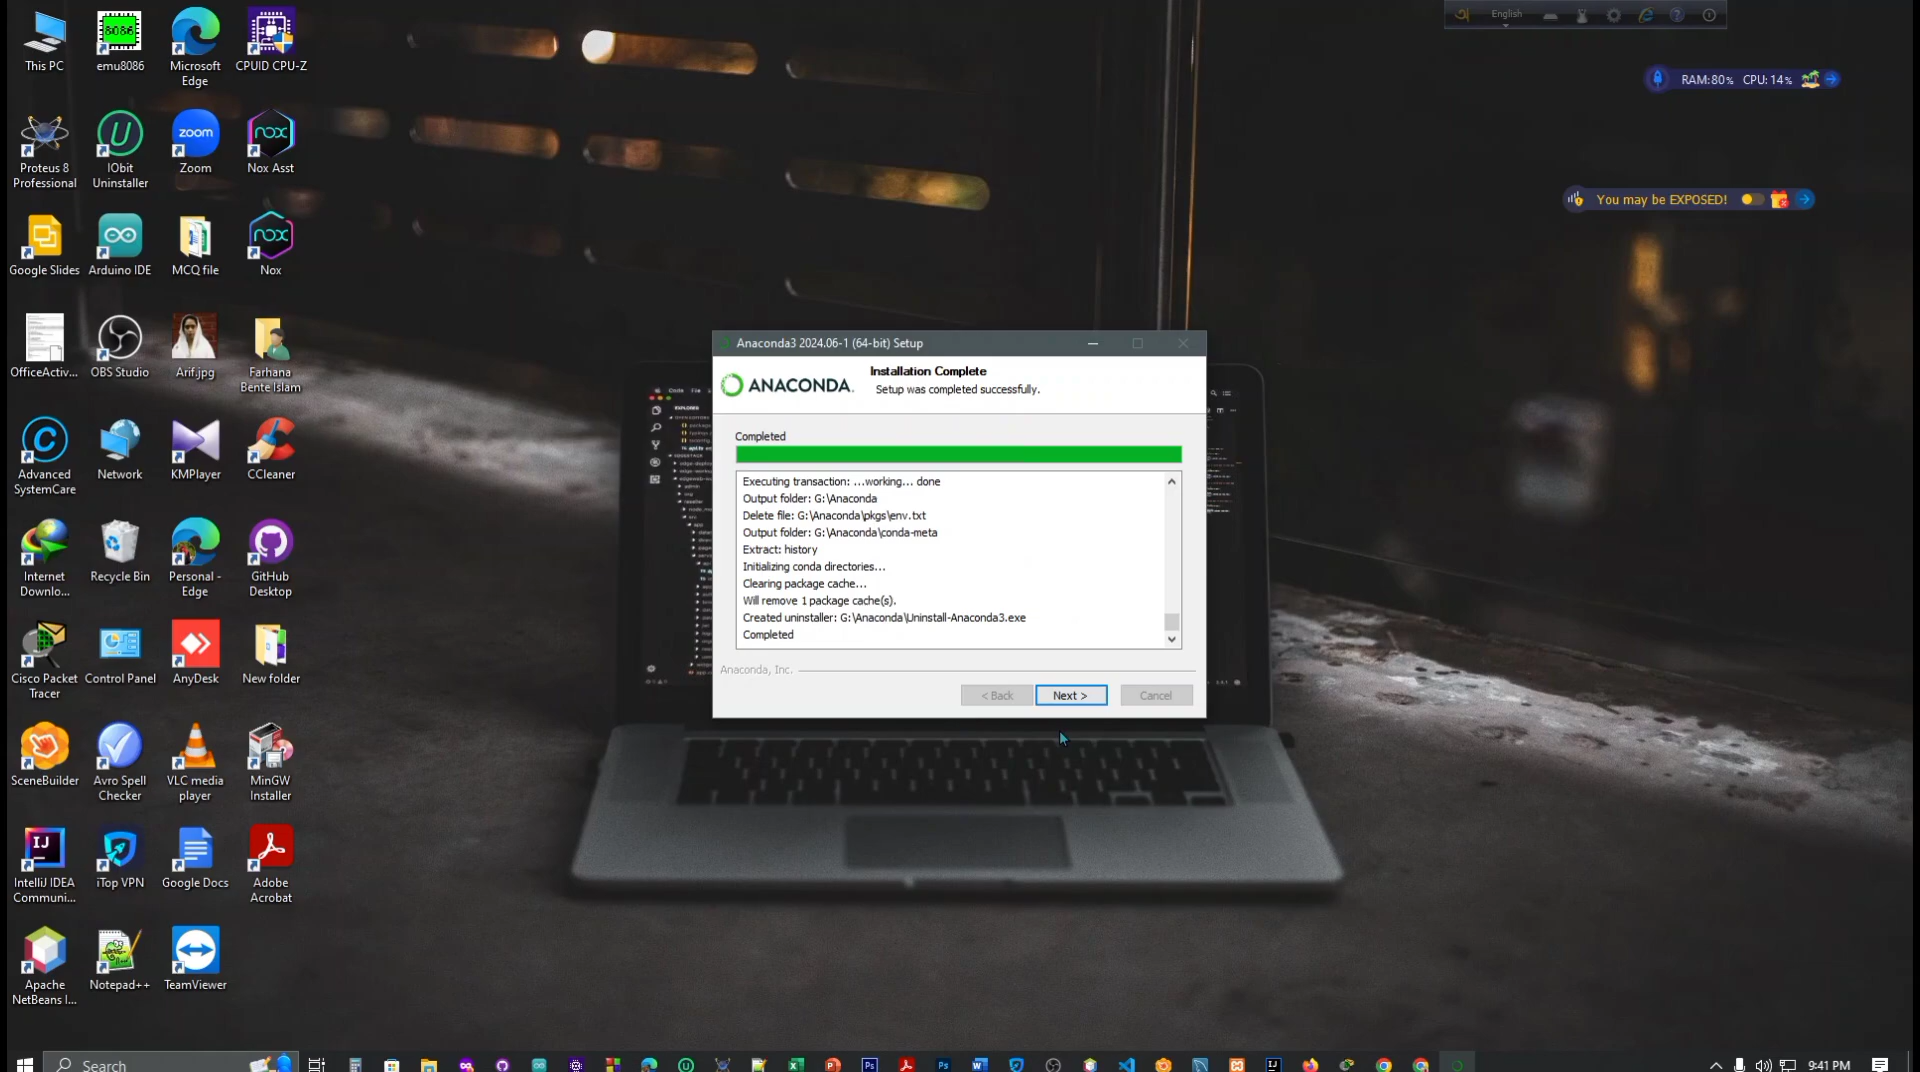 This PC
emu8086
8086
Microsoft
Edge
CPUID CPU-Z
Proteus 8
Professional
IObit
Uninstaller
zoom
Zoom
nox
Nox Asst
Google Slides
Arduino IDE
MCQ file
nox
Nox
OfficeActiv...
OBS Studio
Arif.jpg
Farhana
Bente Islam
Advanced
SystemCare
Network
KMPlayer
CCleaner
Internet
Downlo...
Recycle Bin
Personal -
Edge
GitHub
Desktop
Cisco Packet
Tracer
Control Panel
AnyDesk
New folder
SceneBuilder
Avro Spell
Checker
VLC media
player
MinGW
Installer
IJ
IntelliJ IDEA
Communi...
iTop VPN
Google Docs
Adobe
Acrobat
Apache
NetBeans I...
Notepad++
TeamViewer
English
RAM:80% CPU: 14%
You may be EXPOSED!
Anaconda3 2024.06-1 (64-bit) Setup
ANACONDA.
Installation Complete
Setup was completed successfully.
Completed
Executing transaction: ...working... done
Output folder: G:\Anaconda
Delete file: G:\Anaconda\pkgs\env.txt
Output folder: G:\Anaconda\conda-meta
Extract: history
Initializing conda directories...
Clearing package cache...
Will remove 1 package cache(s).
Created uninstaller: G:\Anaconda\Uninstall-Anaconda3.exe
Completed
Anaconda, Inc.
< Back
Next >
Cancel
Search
9:41 PM